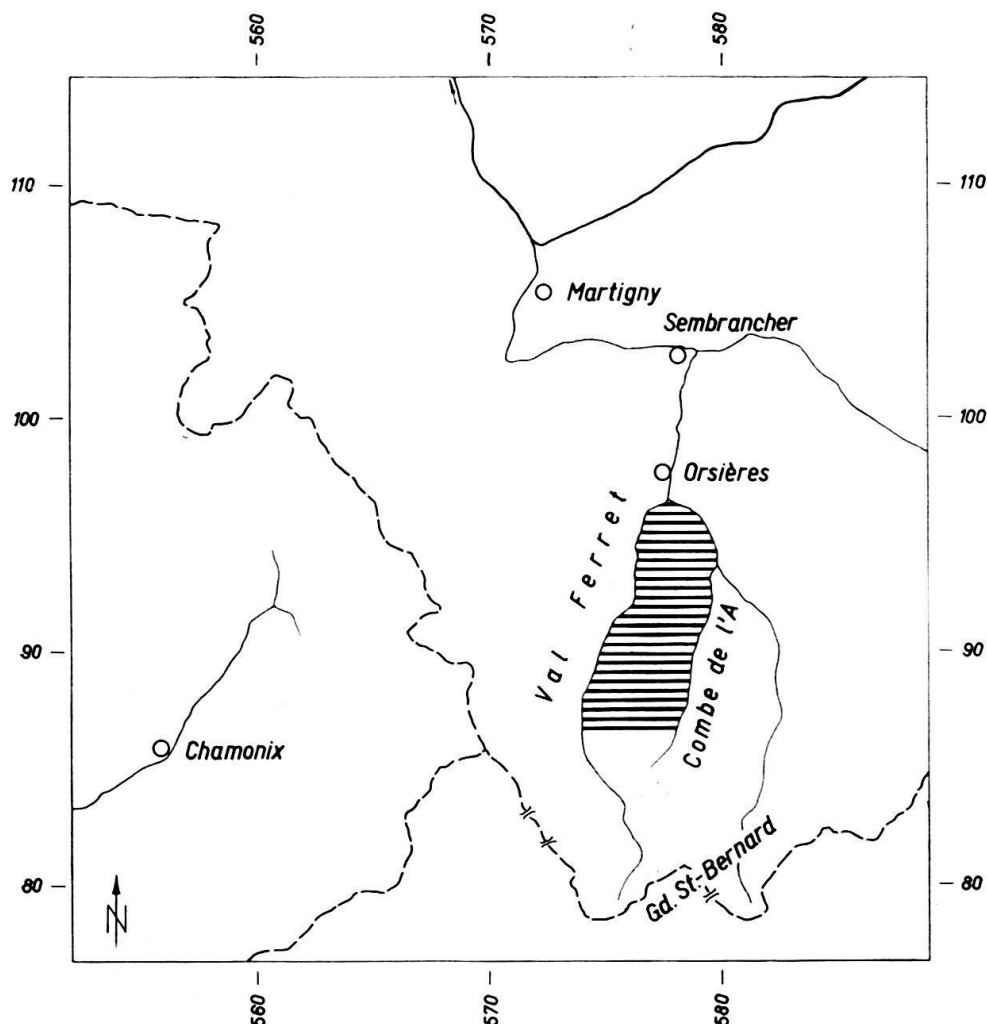 560 570 580
110 110
Martigny
Sembrancher
100 100
Orsières
Val Ferret
Combe de l'A
90 90
Chamonix
Gd. St-Bernard
80 80
N
560 570 580